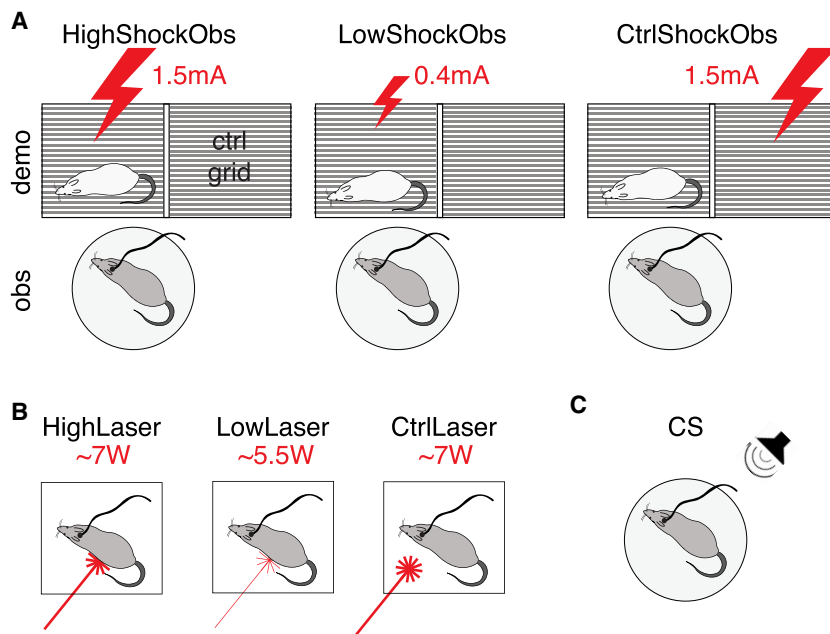 A
HighShockObs
LowShockObs
CtrlShockObs
1.5mA
0.4mA
1.5mA
demo
ctrl
grid
obs
B
HighLaser
LowLaser
CtrlLaser
~7W
~5.5W
~7W
C
CS